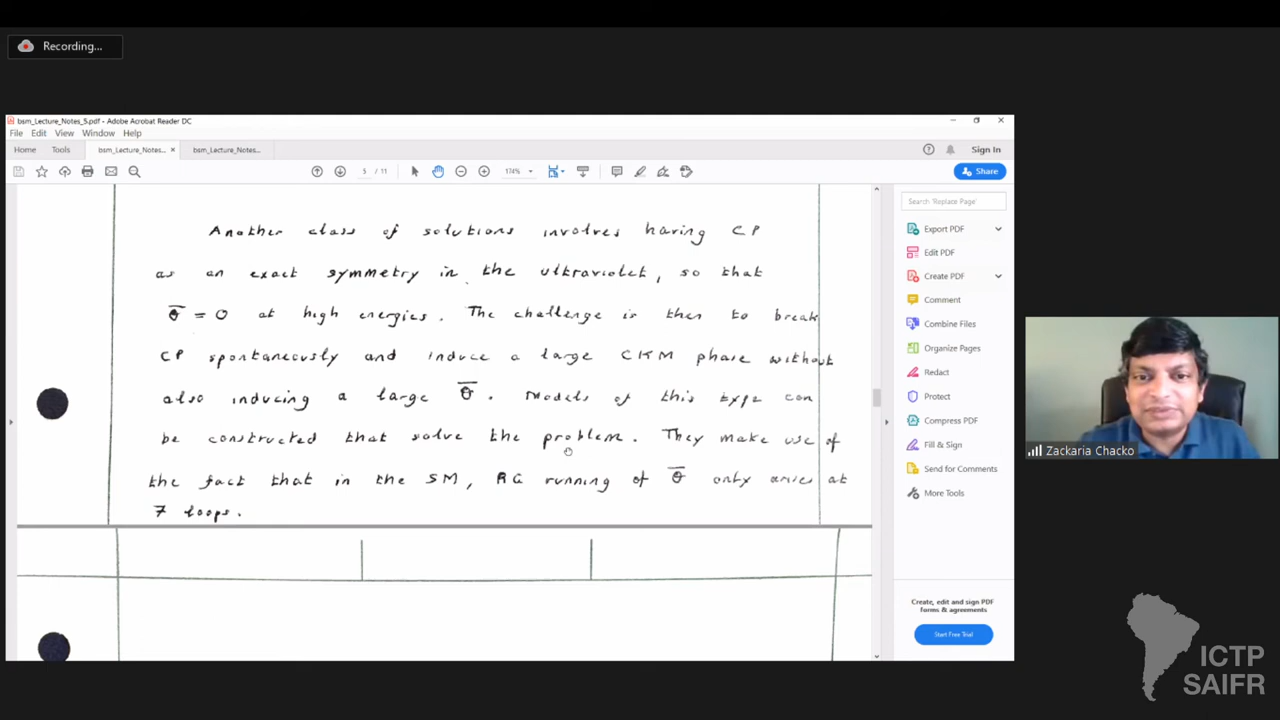 Recording...
bsm_Lecture_Notes_5.pdf - Adobe Acrobat Reader DC
File Edit View Window Help
Home Tools bsm_Lecture_Notes... × bsm_Lecture_Notes... Sign In
5 / 11 174% Share
Another class of solutions involves having CP
as an exact symmetry in the ultraviolet, so that
θ̄ = 0 at high energies. The challenge is then to break
CP spontaneously and induce a large CKM phase without
also inducing a large θ̄. Models of this type can
be constructed that solve the problem. They make use of
the fact that in the SM, RG running of θ̄ only arises at
7 loops.
Search 'Replace Page'
Export PDF
Edit PDF
Create PDF
Comment
Combine Files
Organize Pages
Redact
Protect
Compress PDF
Fill & Sign
Send for Comments
More Tools
Create, edit and sign PDF
forms & agreements
Start Free Trial
Zackaria Chacko
ICTP
SAIFR